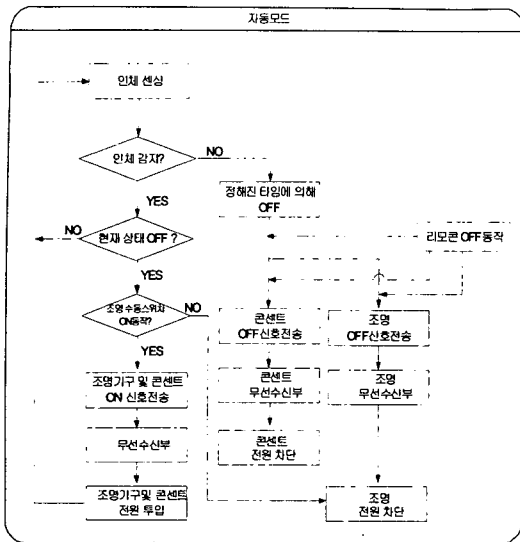 자동모드
인체 센싱
인체 감지?
NO
정해진 타임에 의해
OFF
YES
NO
현재 상태 OFF ?
리모콘 OFF동작
YES
조명 수동스위치
ON동작?
NO
콘센트
OFF신호전송
조명
OFF신호전송
YES
조명기구 및 콘센트
ON 신호전송
콘센트
무선수신부
조명
무선수신부
무선수신부
콘센트
전원 차단
조명기구및 콘센트
전원 투입
조명
전원 차단